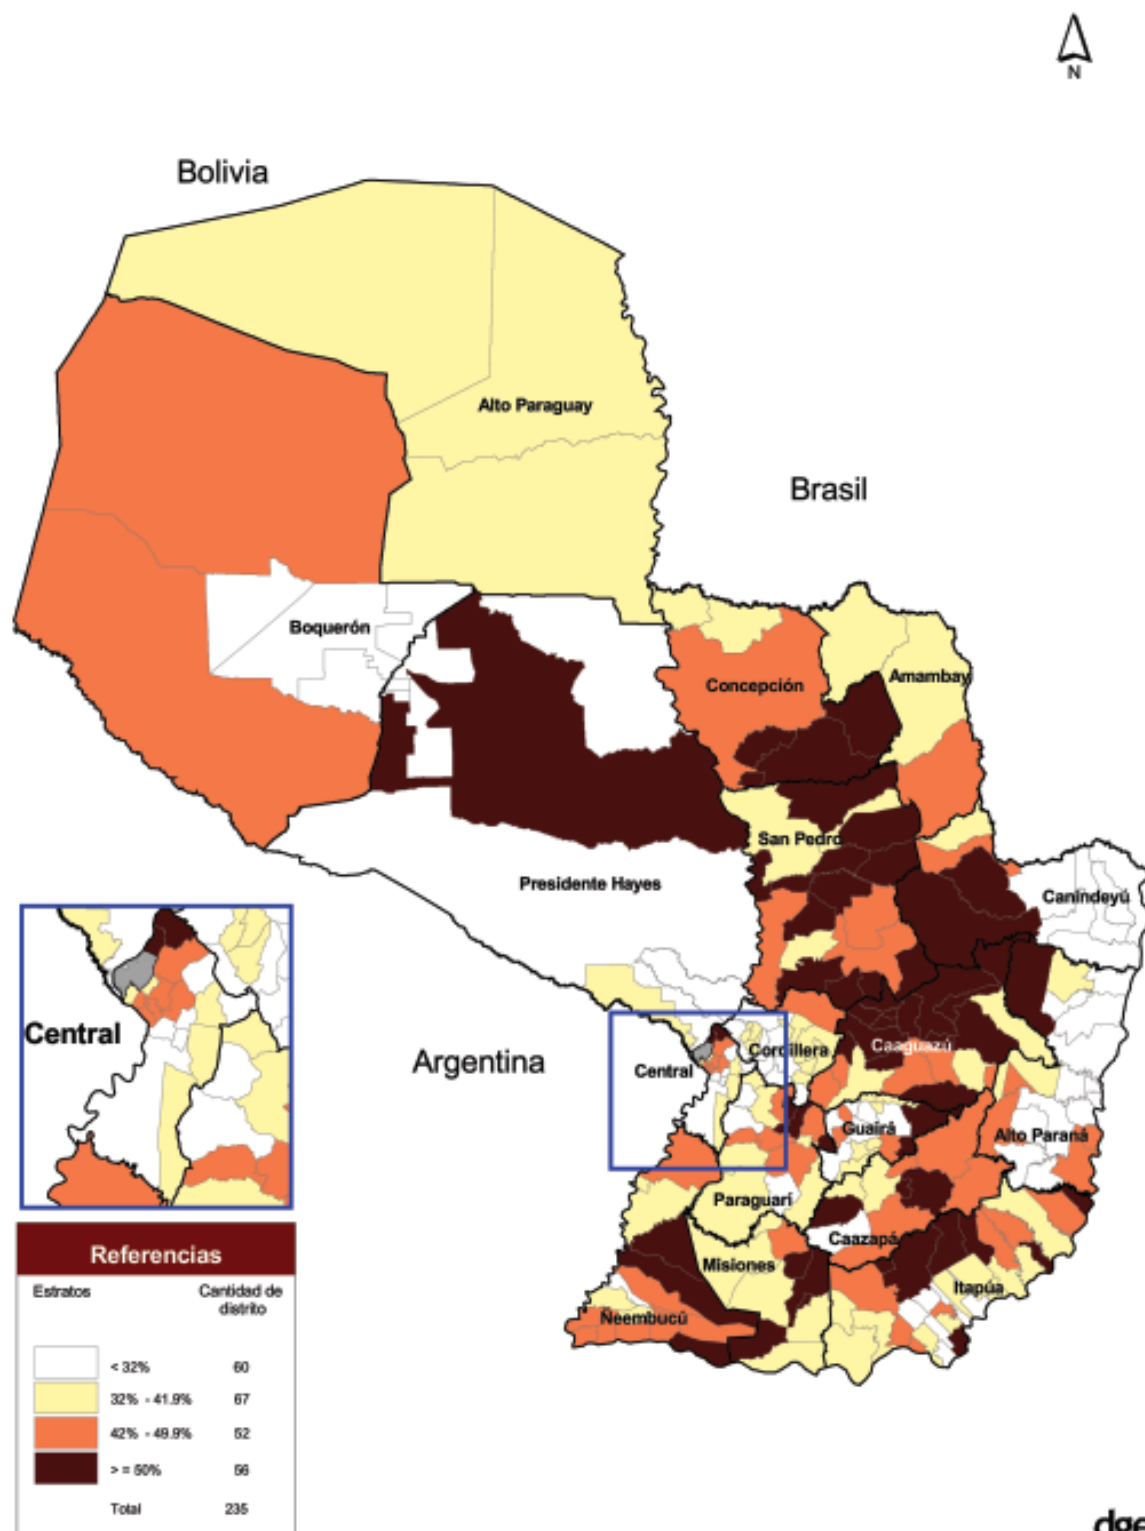 N
Bolivia
Alto Paraguay
Brasil
Boquerón
Concepción
Amambay
San Pedro
Presidente Hayes
Canindeyú
Central
Argentina
Central
Cordillera
Caaguazú
Guairá
Alto Paraná
Paraguarí
Caazapá
Misiones
Itapúa
Ñeembucú
Referencias
Estratos Cantidad de
distrito
< 32% 60
32% - 41.9% 67
42% - 49.9% 52
> = 50% 56
Total 235